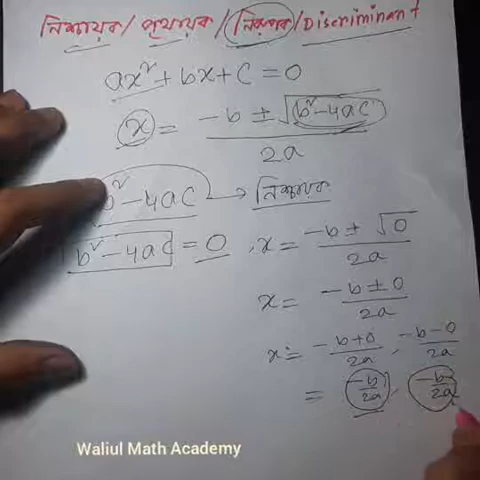 নিশ্চায়ক/ পৃথায়ক / নিরূপক/Discriminant
ax² + bx + c = 0
x = -b ± √b² - 4ac / 2a
b² - 4ac → নিশ্চায়ক
b² - 4ac = 0, x = -b ± √0 / 2a
x = -b ± 0 / 2a
x = -b + 0 / 2a, -b - 0 / 2a
= -b / 2a, -b / 2a
Waliul Math Academy